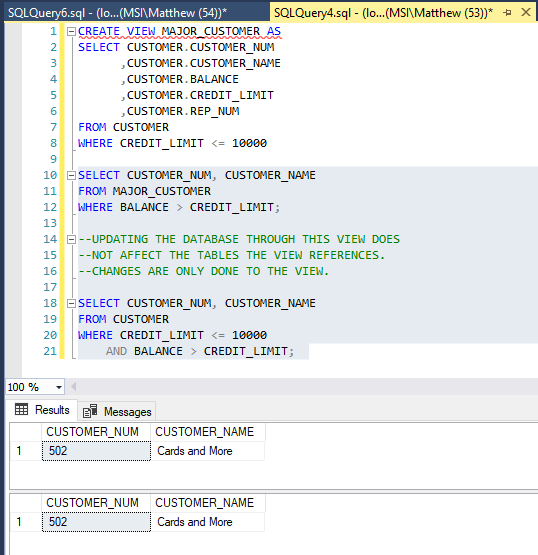 SQLQuery6.sql - (lo...(MSI\Matthew (54))* SQLQuery4.sql - (lo...(MSI\Matthew (53))*
1 CREATE VIEW MAJOR_CUSTOMER AS
2 SELECT CUSTOMER.CUSTOMER_NUM
3 ,CUSTOMER.CUSTOMER_NAME
4 ,CUSTOMER.BALANCE
5 ,CUSTOMER.CREDIT_LIMIT
6 ,CUSTOMER.REP_NUM
7 FROM CUSTOMER
8 WHERE CREDIT_LIMIT <= 10000
9
10 SELECT CUSTOMER_NUM, CUSTOMER_NAME
11 FROM MAJOR_CUSTOMER
12 WHERE BALANCE > CREDIT_LIMIT;
13
14 --UPDATING THE DATABASE THROUGH THIS VIEW DOES
15 --NOT AFFECT THE TABLES THE VIEW REFERENCES.
16 --CHANGES ARE ONLY DONE TO THE VIEW.
17
18 SELECT CUSTOMER_NUM, CUSTOMER_NAME
19 FROM CUSTOMER
20 WHERE CREDIT_LIMIT <= 10000
21 AND BALANCE > CREDIT_LIMIT;
100 %
Results Messages
CUSTOMER_NUM CUSTOMER_NAME
1 502 Cards and More
CUSTOMER_NUM CUSTOMER_NAME
1 502 Cards and More